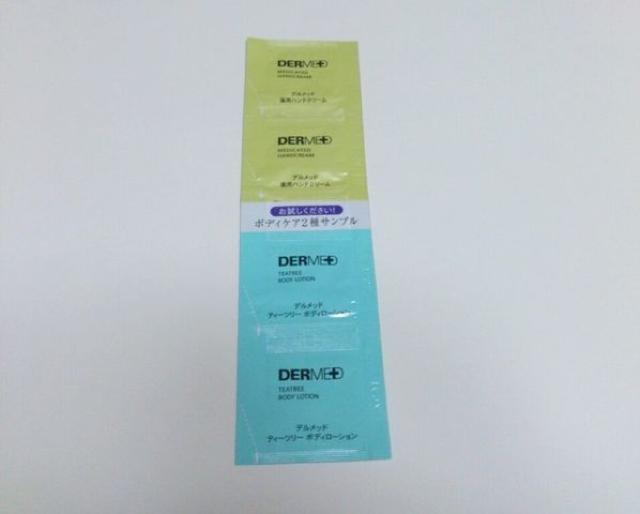 DERMED
MEDICATED
HANDCREAM
デルメッド
薬用ハンドクリーム
DERMED
MEDICATED
HANDCREAM
デルメッド
薬用ハンドクリーム
お試しください!
ボディケア2種サンプル
DERMED
TEATREE
BODY LOTION
デルメッド
ティーツリー ボディローション
DERMED
TEATREE
BODY LOTION
デルメッド
ティーツリー ボディローション